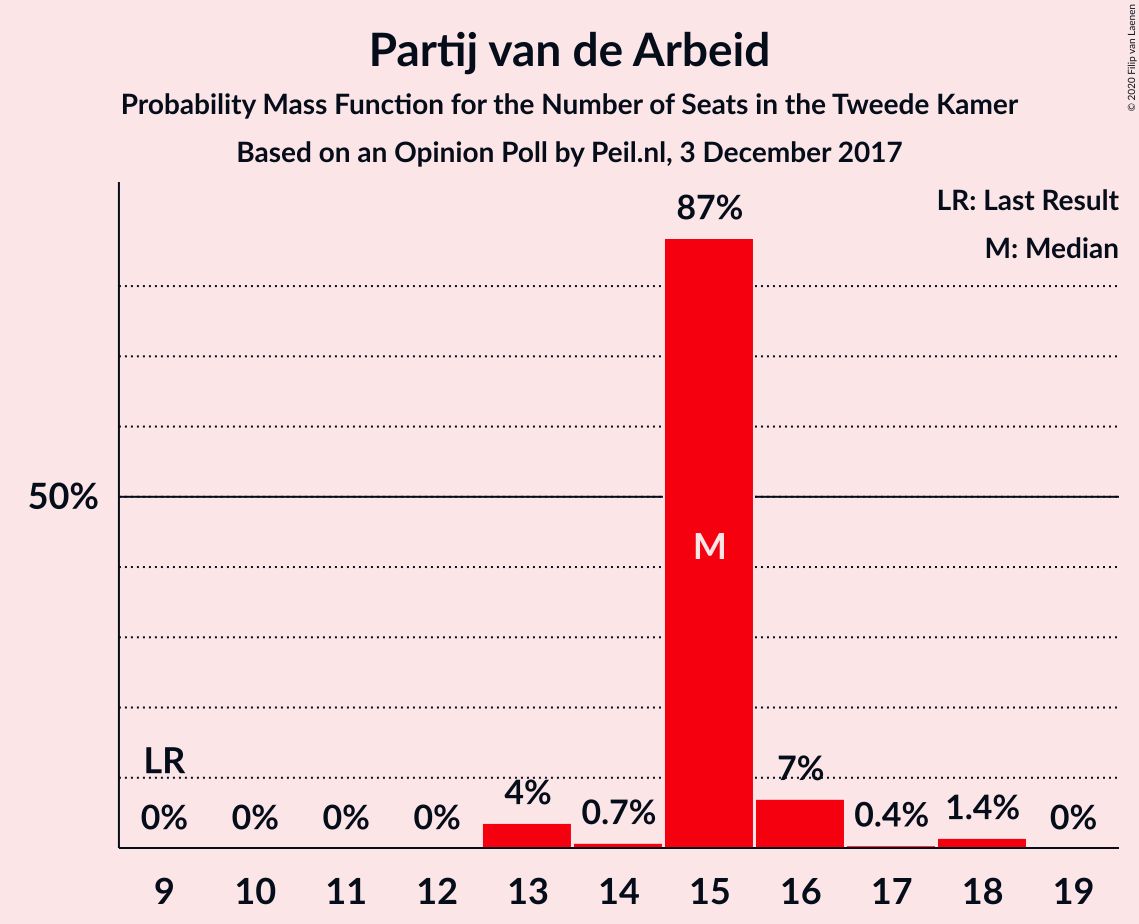 Partij van de Arbeid
Probability Mass Function for the Number of Seats in the Tweede Kamer
Based on an Opinion Poll by Peil.nl, 3 December 2017
© 2020 Filip van Laenen
LR: Last Result
M: Median
87%
50%
M
LR
0% 0% 0% 0% 4% 0.7% 7% 0.4% 1.4% 0%
9 10 11 12 13 14 15 16 17 18 19